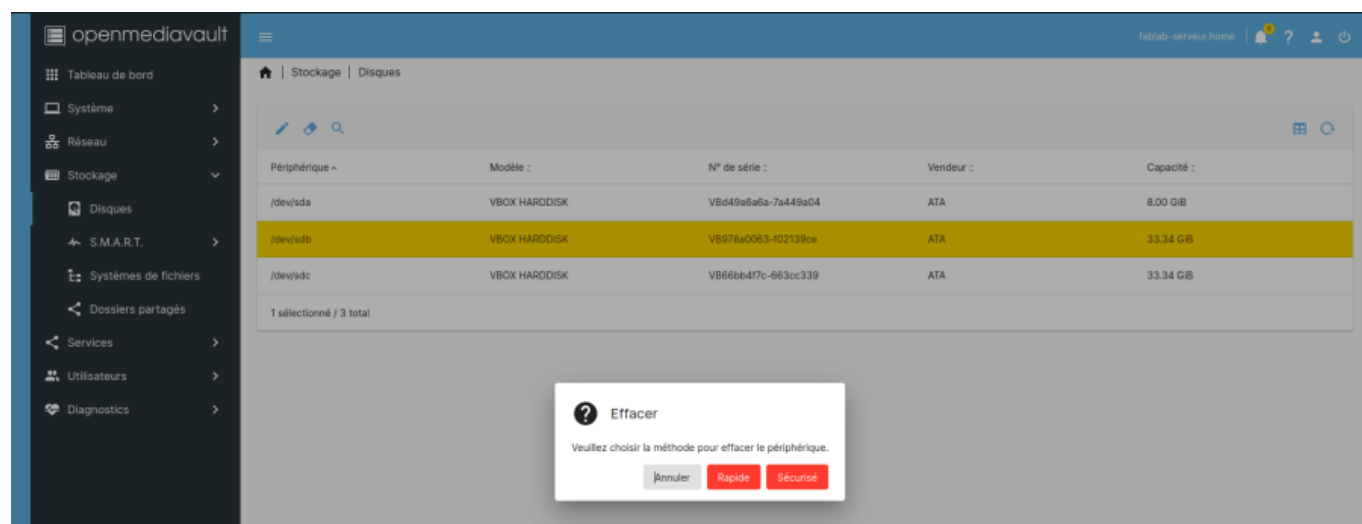 openmediavault
fablab-serveur.home
Tableau de bord
Stockage | Disques
Système
Réseau
Stockage
Disques
S.M.A.R.T.
Systèmes de fichiers
Dossiers partagés
Services
Utilisateurs
Diagnostics
Périphérique Modèle N° de série Vendeur Capacité
/dev/sda VBOX HARDDISK VBd49a6a6a-7a449a04 ATA 8.00 GiB
/dev/sdb VBOX HARDDISK VB978a0063-f02139ce ATA 33.34 GiB
/dev/sdc VBOX HARDDISK VB66bb4f7c-663cc339 ATA 33.34 GiB
1 sélectionné / 3 total
Effacer
Veuillez choisir la méthode pour effacer le périphérique.
Annuler Rapide Sécurisé